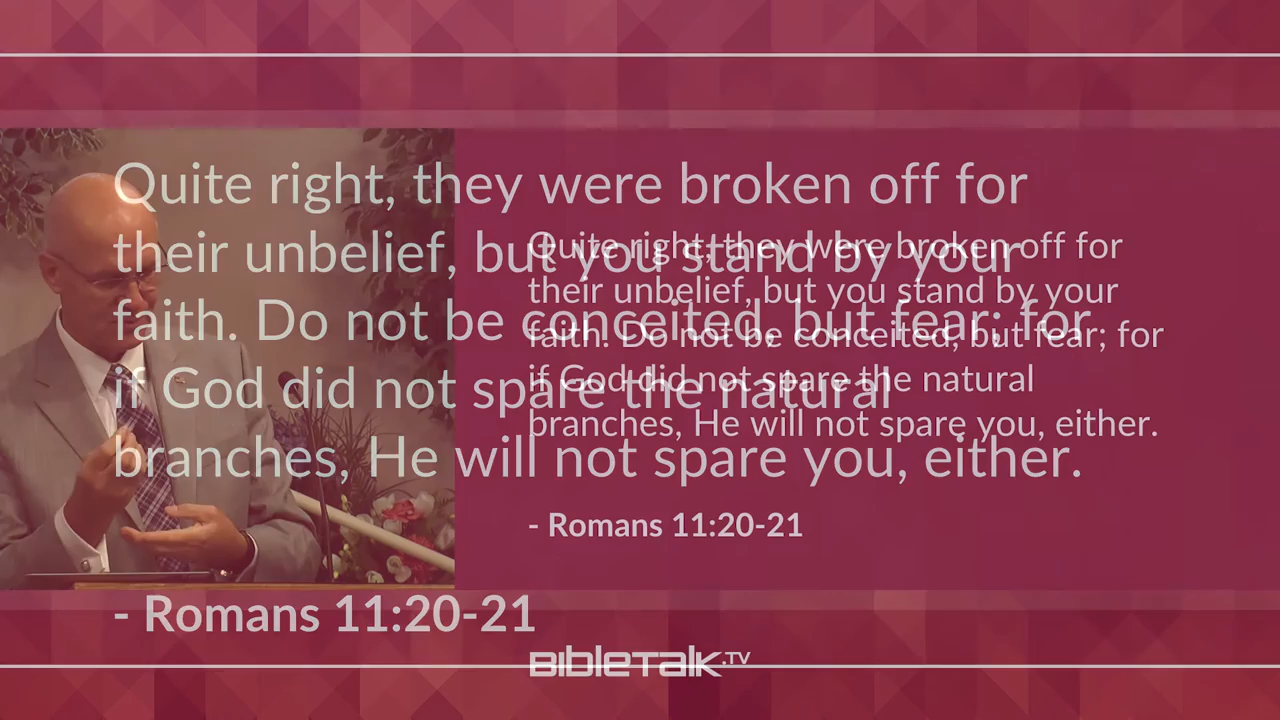 Quite right, they were broken off for
their unbelief, but you stand by your
faith. Do not be conceited, but fear; for
if God did not spare the natural
branches, He will not spare you, either.
- Romans 11:20-21
Quite right, they were broken off for
their unbelief, but you stand by your
faith. Do not be conceited, but fear; for
if God did not spare the natural
branches, He will not spare you, either.
- Romans 11:20-21
BibleTalk.TV